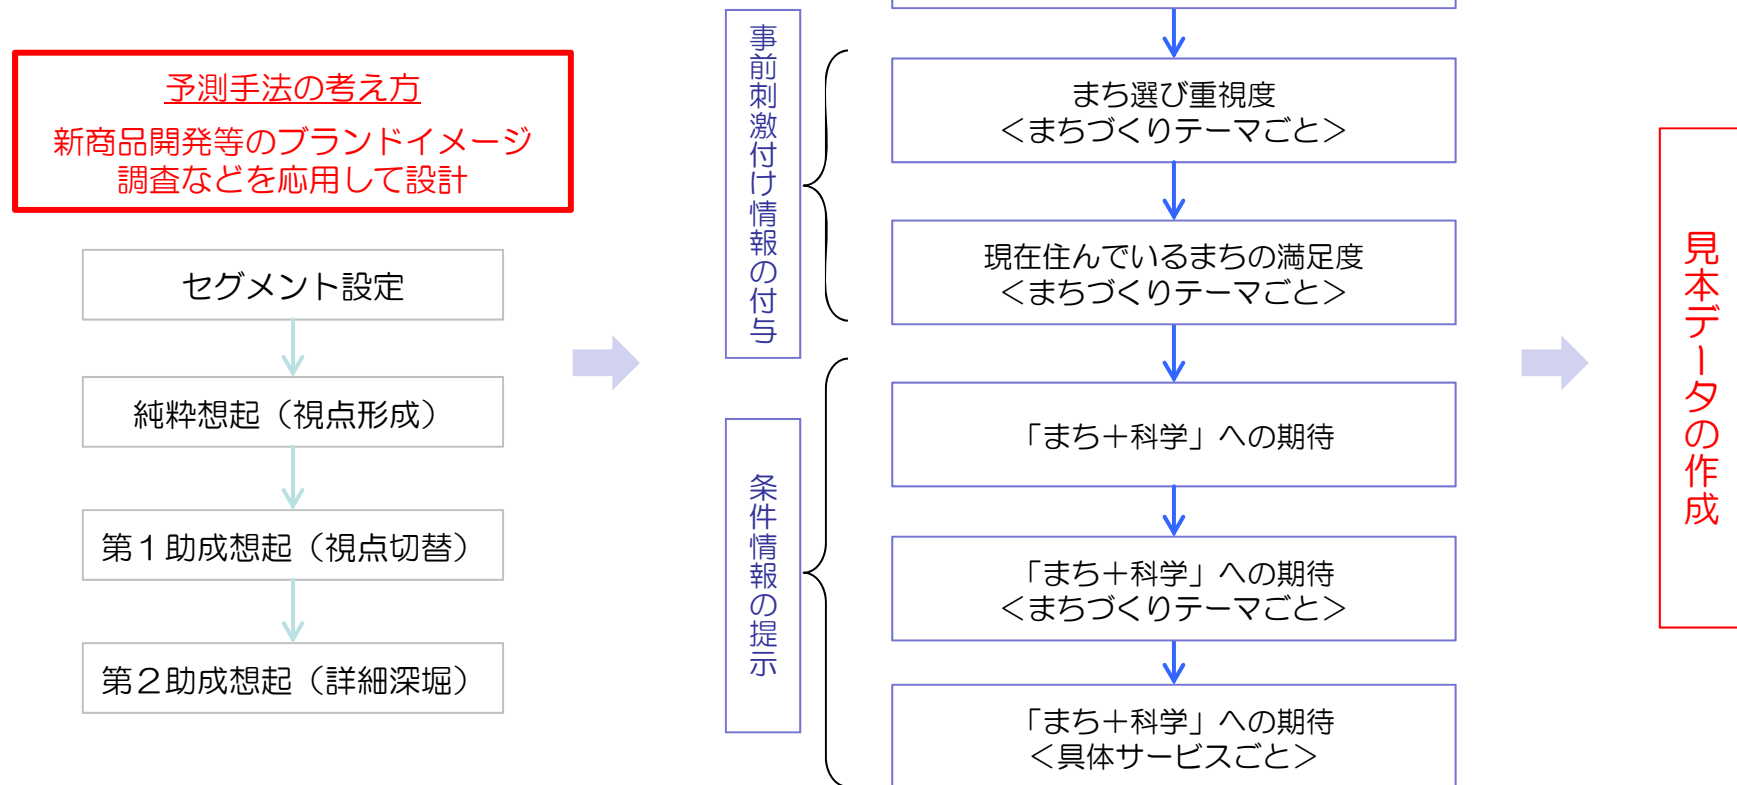 予測手法の考え方
新商品開発等のブランドイメージ
調査などを応用して設計
セグメント設定
純粋想起（視点形成）
第１助成想起（視点切替）
第２助成想起（詳細深堀）
事前刺激付け情報の付与
条件情報の提示
まち選び重視度
＜まちづくりテーマごと＞
現在住んでいるまちの満足度
＜まちづくりテーマごと＞
「まち＋科学」への期待
「まち＋科学」への期待
＜まちづくりテーマごと＞
「まち＋科学」への期待
＜具体サービスごと＞
見本データの作成